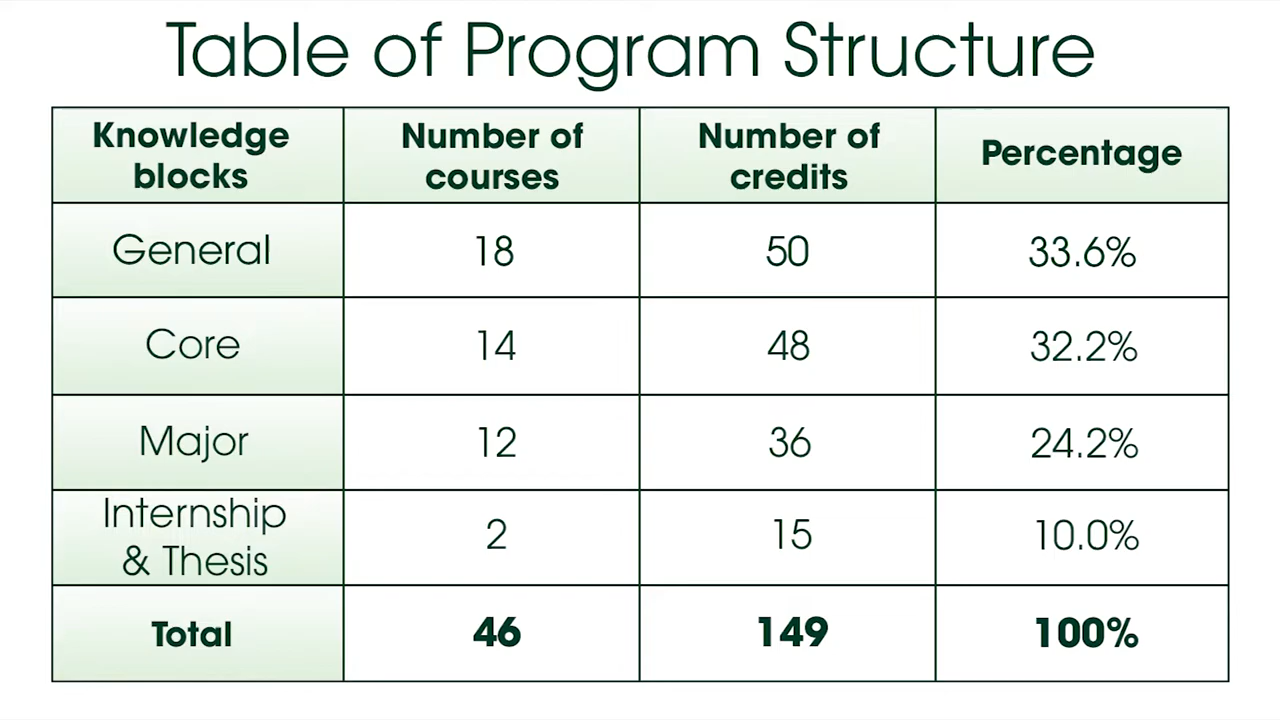 Table of Program Structure
Knowledge blocks | Number of courses | Number of credits | Percentage
General | 18 | 50 | 33.6%
Core | 14 | 48 | 32.2%
Major | 12 | 36 | 24.2%
Internship & Thesis | 2 | 15 | 10.0%
Total | 46 | 149 | 100%